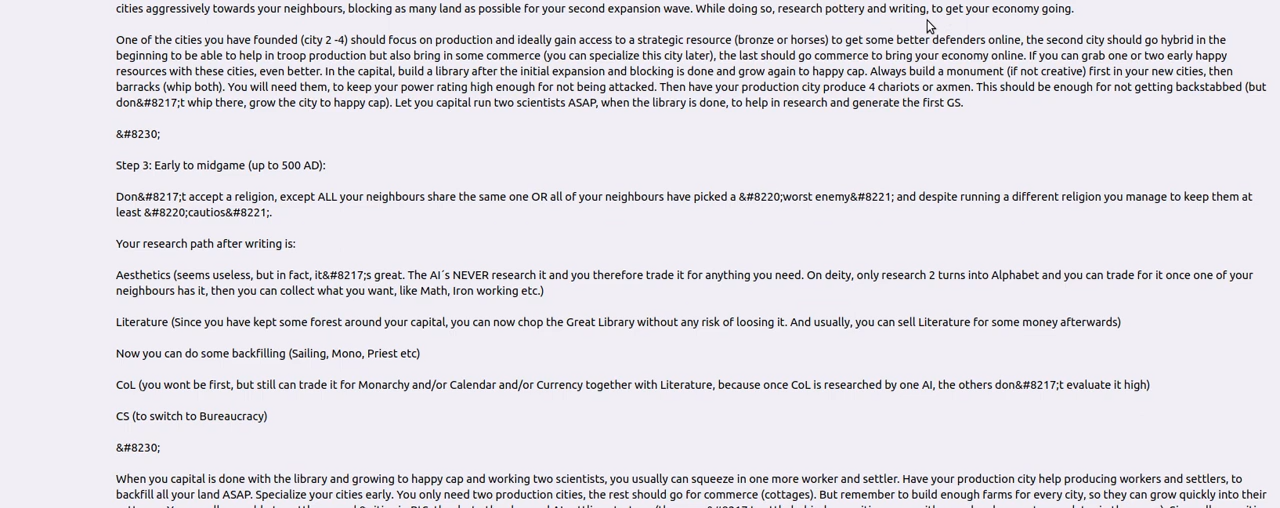 cities aggressively towards your neighbours, blocking as many land as possible for your second expansion wave. While doing so, research pottery and writing, to get your economy going.
One of the cities you have founded (city 2 -4) should focus on production and ideally gain access to a strategic resource (bronze or horses) to get some better defenders online, the second city should go hybrid in the
beginning to be able to help in troop production but also bring in some commerce (you can specialize this city later), the last should go commerce to bring your economy online. If you can grab one or two early happy
resources with these cities, even better. In the capital, build a library after the initial expansion and blocking is done and grow again to happy cap. Always build a monument (if not creative) first in your new cities, then
barracks (whip both). You will need them, to keep your power rating high enough for not being attacked. Then have your production city produce 4 chariots or axmen. This should be enough for not getting backstabbed (but
don&#8217;t whip there, grow the city to happy cap). Let you capital run two scientists ASAP, when the library is done, to help in research and generate the first GS.
&#8230;
Step 3: Early to midgame (up to 500 AD):
Don&#8217;t accept a religion, except ALL your neighbours share the same one OR all of your neighbours have picked a &#8220;worst enemy&#8221; and despite running a different religion you manage to keep them at
least &#8220;cautios&#8221;.
Your research path after writing is:
Aesthetics (seems useless, but in fact, it&#8217;s great. The AI´s NEVER research it and you therefore trade it for anything you need. On deity, only research 2 turns into Alphabet and you can trade for it once one of your
neighbours has it, then you can collect what you want, like Math, Iron working etc.)
Literature (Since you have kept some forest around your capital, you can now chop the Great Library without any risk of loosing it. And usually, you can sell Literature for some money afterwards)
Now you can do some backfilling (Sailing, Mono, Priest etc)
CoL (you wont be first, but still can trade it for Monarchy and/or Calendar and/or Currency together with Literature, because once CoL is researched by one AI, the others don&#8217;t evaluate it high)
CS (to switch to Bureaucracy)
&#8230;
When you capital is done with the library and growing to happy cap and working two scientists, you usually can squeeze in one more worker and settler. Have your production city help producing workers and settlers, to
backfill all your land ASAP. Specialize your cities early. You only need two production cities, the rest should go for commerce (cottages). But remember to build enough farms for every city, so they can grow quickly into their